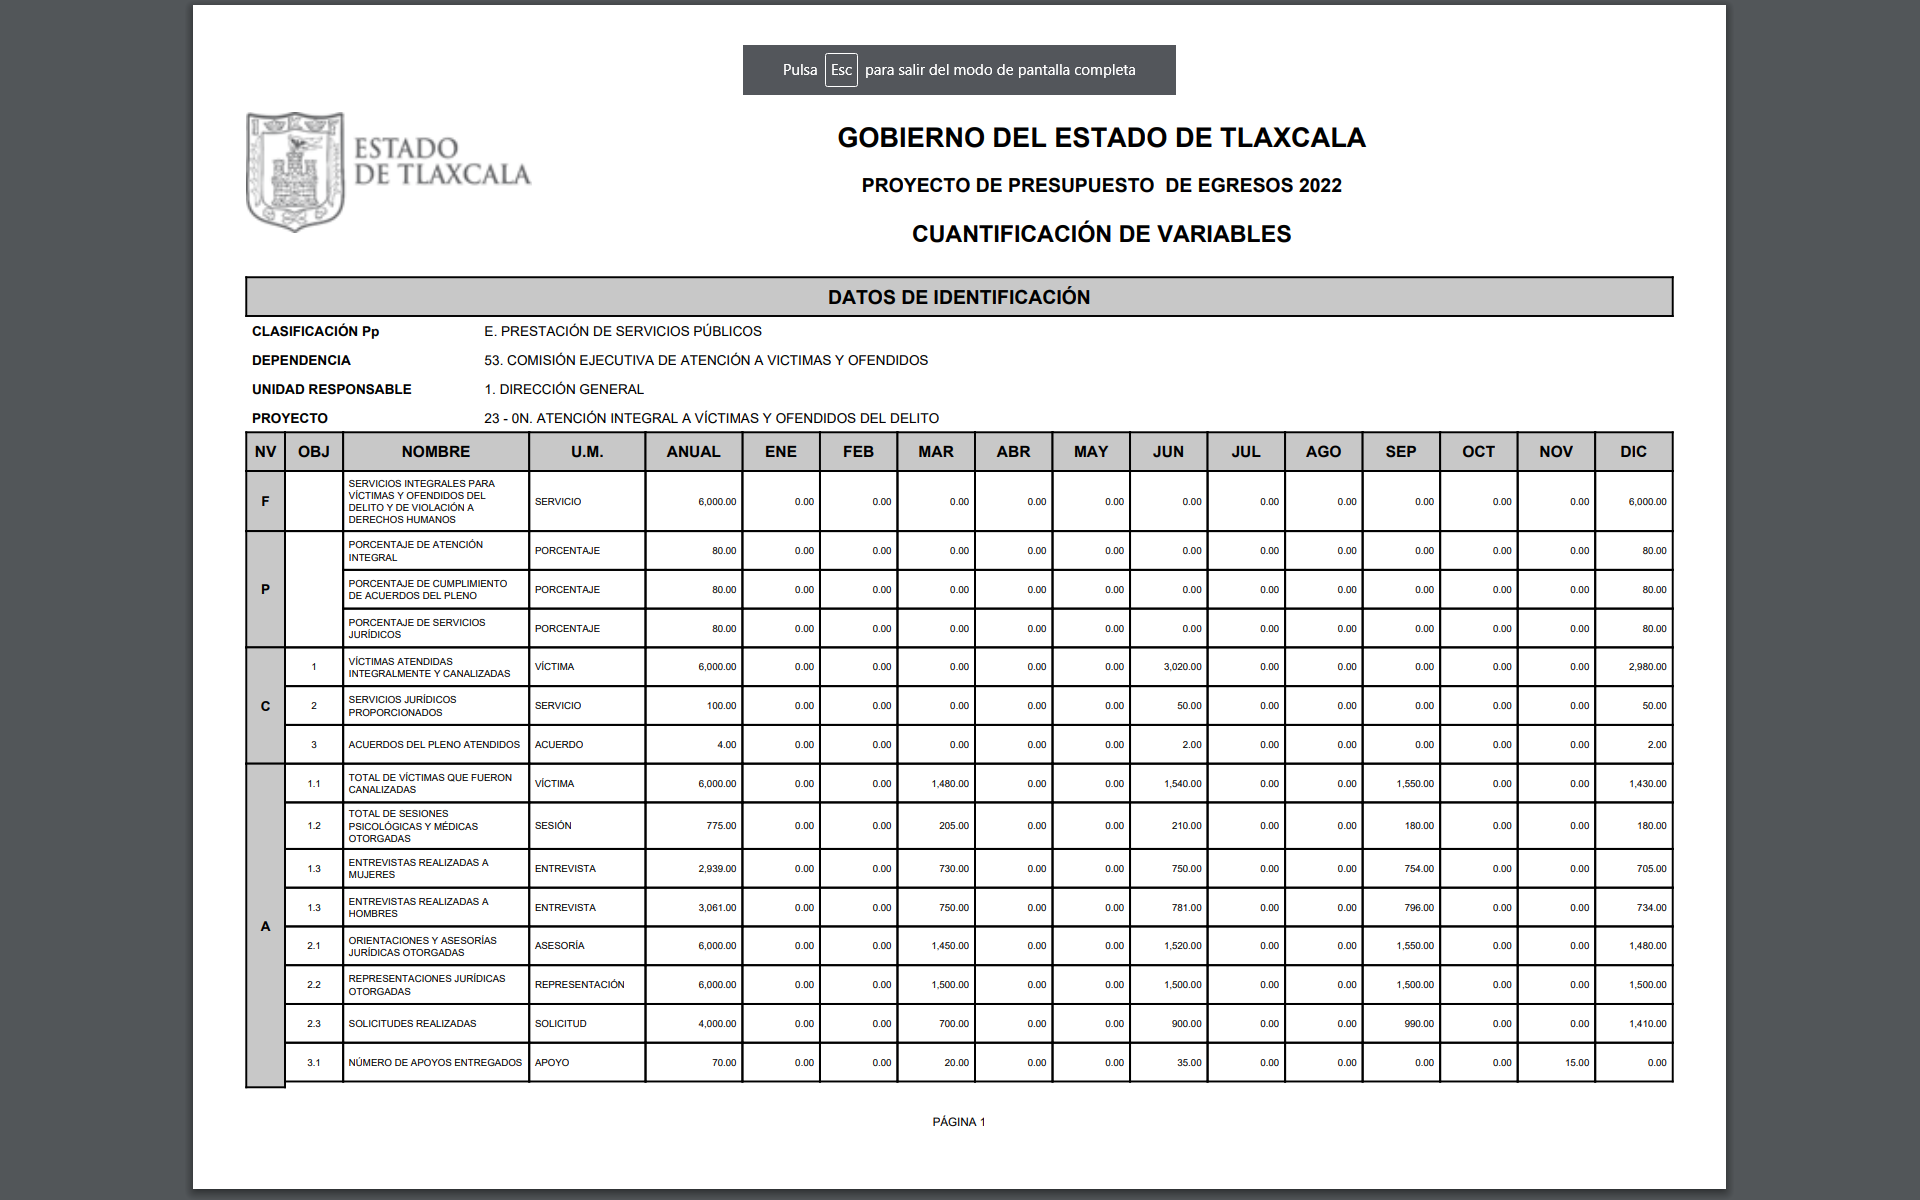 Pulsa Esc para salir del modo de pantalla completa
ESTADO
DE TLAXCALA
GOBIERNO DEL ESTADO DE TLAXCALA
PROYECTO DE PRESUPUESTO DE EGRESOS 2022
CUANTIFICACIÓN DE VARIABLES
DATOS DE IDENTIFICACIÓN
CLASIFICACIÓN Pp E. PRESTACIÓN DE SERVICIOS PÚBLICOS
DEPENDENCIA 53. COMISIÓN EJECUTIVA DE ATENCIÓN A VICTIMAS Y OFENDIDOS
UNIDAD RESPONSABLE 1. DIRECCIÓN GENERAL
PROYECTO 23 - 0N. ATENCIÓN INTEGRAL A VÍCTIMAS Y OFENDIDOS DEL DELITO
NV OBJ NOMBRE U.M. ANUAL ENE FEB MAR ABR MAY JUN JUL AGO SEP OCT NOV DIC
F
SERVICIOS INTEGRALES PARA
VÍCTIMAS Y OFENDIDOS DEL
DELITO Y DE VIOLACIÓN A
DERECHOS HUMANOS
SERVICIO 6,000.00 0.00 0.00 0.00 0.00 0.00 0.00 0.00 0.00 0.00 0.00 0.00 6,000.00
P
PORCENTAJE DE ATENCIÓN
INTEGRAL
PORCENTAJE 80.00 0.00 0.00 0.00 0.00 0.00 0.00 0.00 0.00 0.00 0.00 0.00 80.00
PORCENTAJE DE CUMPLIMIENTO
DE ACUERDOS DEL PLENO
PORCENTAJE 80.00 0.00 0.00 0.00 0.00 0.00 0.00 0.00 0.00 0.00 0.00 0.00 80.00
PORCENTAJE DE SERVICIOS
JURÍDICOS
PORCENTAJE 80.00 0.00 0.00 0.00 0.00 0.00 0.00 0.00 0.00 0.00 0.00 0.00 80.00
C
1
VÍCTIMAS ATENDIDAS
INTEGRALMENTE Y CANALIZADAS
VÍCTIMA 6,000.00 0.00 0.00 0.00 0.00 0.00 3,020.00 0.00 0.00 0.00 0.00 0.00 2,980.00
2
SERVICIOS JURÍDICOS
PROPORCIONADOS
SERVICIO 100.00 0.00 0.00 0.00 0.00 0.00 50.00 0.00 0.00 0.00 0.00 0.00 50.00
3 ACUERDOS DEL PLENO ATENDIDOS ACUERDO 4.00 0.00 0.00 0.00 0.00 0.00 2.00 0.00 0.00 0.00 0.00 0.00 2.00
A
1.1
TOTAL DE VÍCTIMAS QUE FUERON
CANALIZADAS
VÍCTIMA 6,000.00 0.00 0.00 1,480.00 0.00 0.00 1,540.00 0.00 0.00 1,550.00 0.00 0.00 1,430.00
1.2
TOTAL DE SESIONES
PSICOLÓGICAS Y MÉDICAS
OTORGADAS
SESIÓN 775.00 0.00 0.00 205.00 0.00 0.00 210.00 0.00 0.00 180.00 0.00 0.00 180.00
1.3
ENTREVISTAS REALIZADAS A
MUJERES
ENTREVISTA 2,939.00 0.00 0.00 730.00 0.00 0.00 750.00 0.00 0.00 754.00 0.00 0.00 705.00
1.3
ENTREVISTAS REALIZADAS A
HOMBRES
ENTREVISTA 3,061.00 0.00 0.00 750.00 0.00 0.00 781.00 0.00 0.00 796.00 0.00 0.00 734.00
2.1
ORIENTACIONES Y ASESORÍAS
JURÍDICAS OTORGADAS
ASESORÍA 6,000.00 0.00 0.00 1,450.00 0.00 0.00 1,520.00 0.00 0.00 1,550.00 0.00 0.00 1,480.00
2.2
REPRESENTACIONES JURÍDICAS
OTORGADAS
REPRESENTACIÓN 6,000.00 0.00 0.00 1,500.00 0.00 0.00 1,500.00 0.00 0.00 1,500.00 0.00 0.00 1,500.00
2.3 SOLICITUDES REALIZADAS SOLICITUD 4,000.00 0.00 0.00 700.00 0.00 0.00 900.00 0.00 0.00 990.00 0.00 0.00 1,410.00
3.1 NÚMERO DE APOYOS ENTREGADOS APOYO 70.00 0.00 0.00 20.00 0.00 0.00 35.00 0.00 0.00 0.00 0.00 15.00 0.00
PÁGINA 1